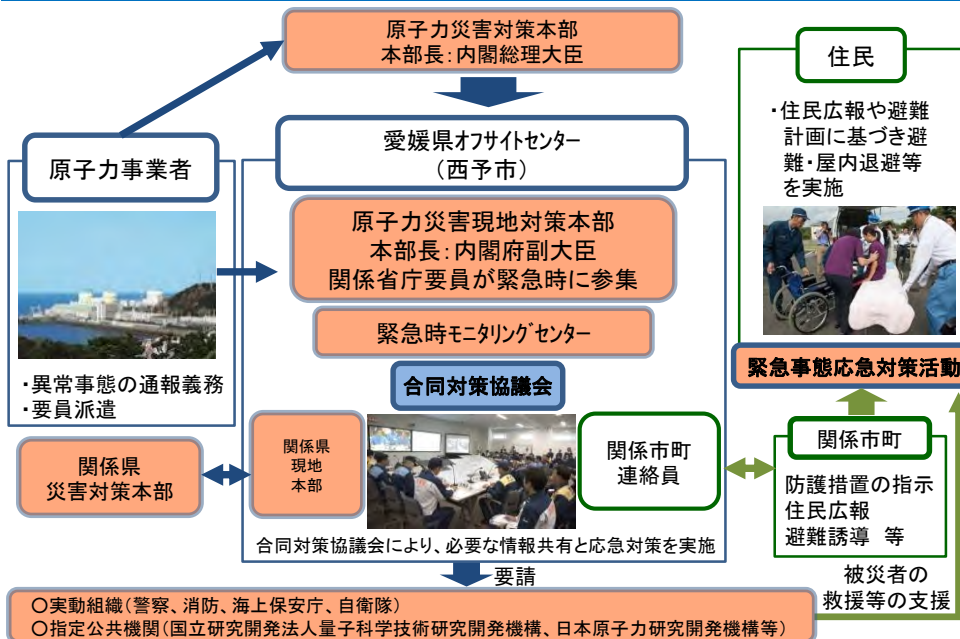 原子力災害対策本部
本部長：内閣総理大臣
住民
・住民広報や避難
計画に基づき避
難・屋内退避等
を実施
愛媛県オフサイトセンター
（西予市）
原子力事業者
原子力災害現地対策本部
本部長：内閣府副大臣
関係省庁要員が緊急時に参集
緊急時モニタリングセンター
・異常事態の通報義務
・要員派遣
合同対策協議会
緊急事態応急対策活動
関係県
災害対策本部
関係県
現地
本部
関係市町
連絡員
関係市町
防護措置の指示
住民広報
避難誘導 等
合同対策協議会により、必要な情報共有と応急対策を実施
要請
被災者の
救援等の支援
○実動組織（警察、消防、海上保安庁、自衛隊）
○指定公共機関（国立研究開発法人量子科学技術研究開発機構、日本原子力研究開発機構等）